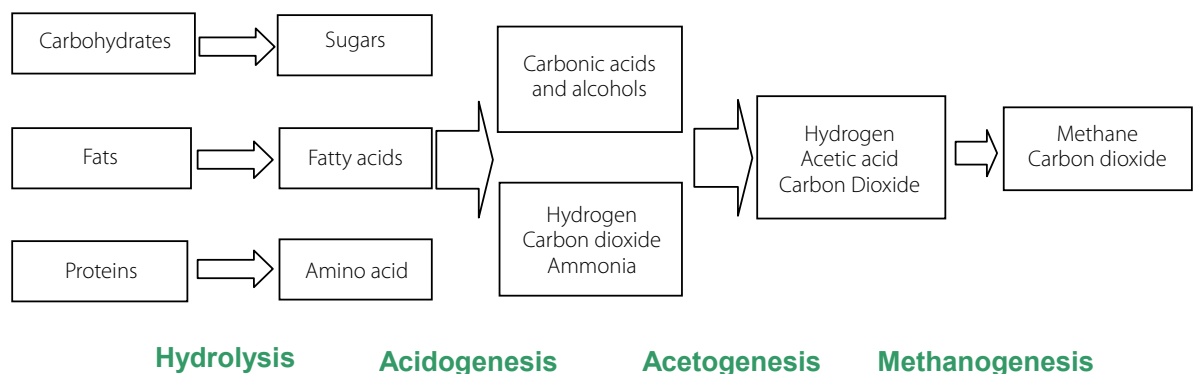 Carbohydrates
Sugars
Carbonic acids
and alcohols
Fats
Fatty acids
Hydrogen
Acetic acid
Carbon Dioxide
Methane
Carbon dioxide
Hydrogen
Carbon dioxide
Ammonia
Proteins
Amino acid
Hydrolysis
Acidogenesis
Acetogenesis
Methanogenesis